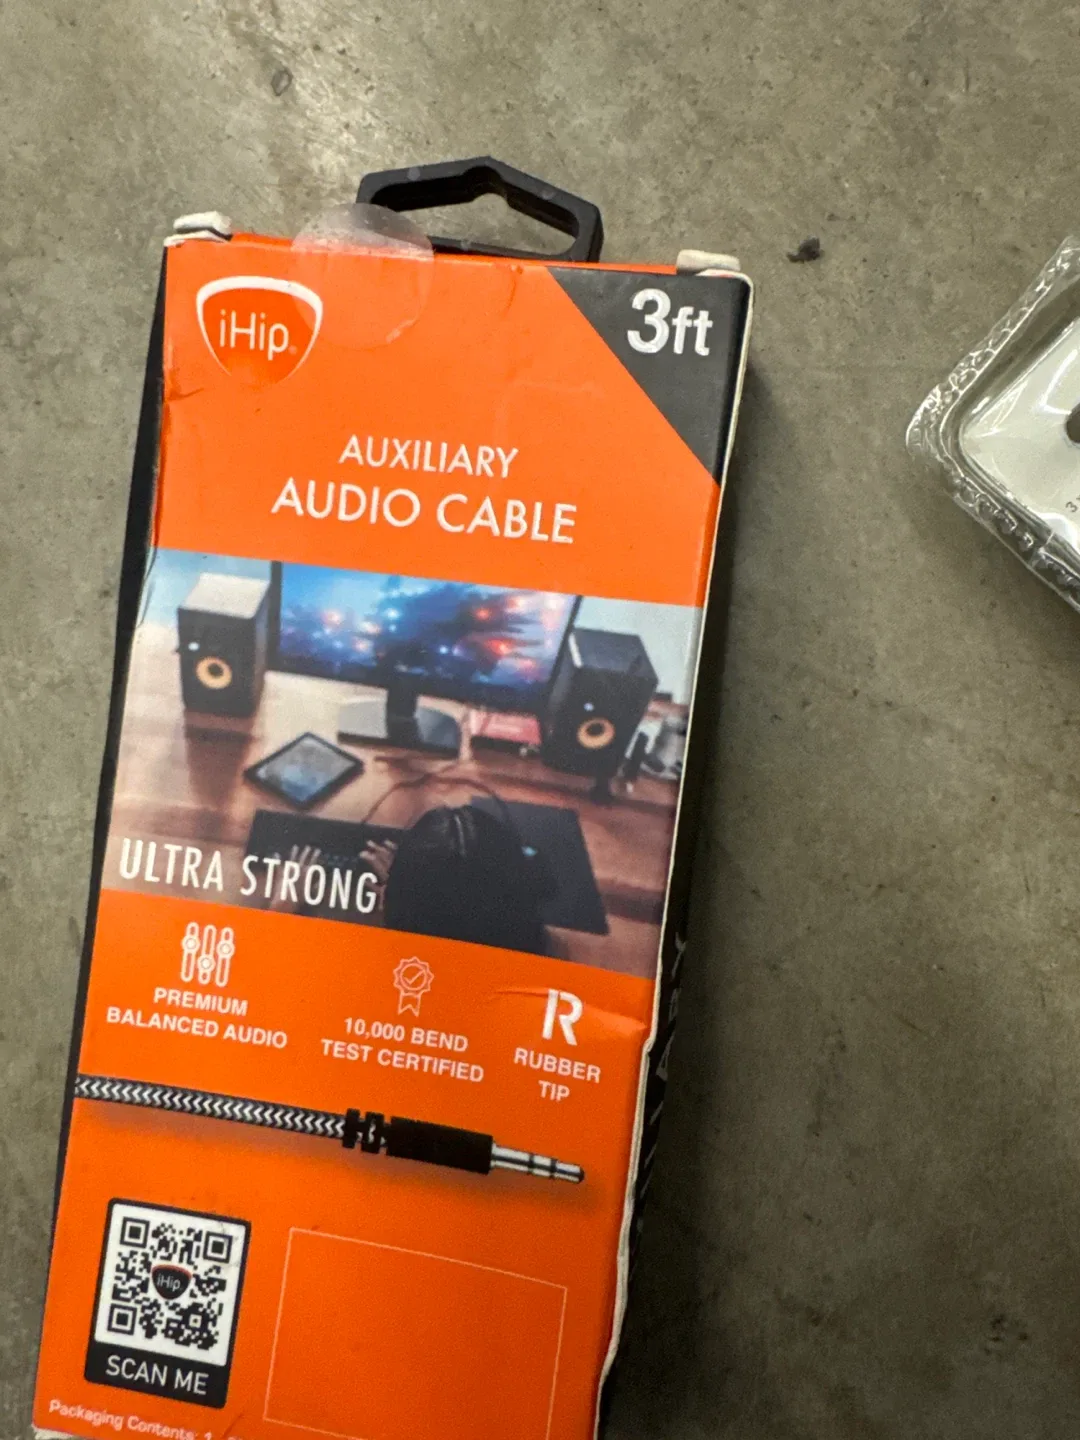 iHip®
3ft
AUXILIARY
AUDIO CABLE
ULTRA STRONG
PREMIUM
BALANCED AUDIO
10,000 BEND
TEST CERTIFIED
R
RUBBER
TIP
iHip
SCAN ME
Packaging Contents: 1